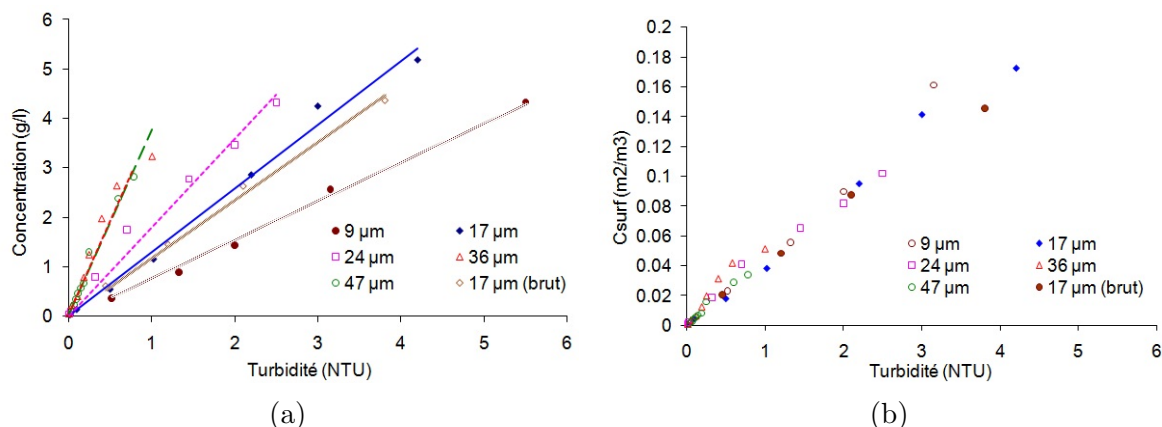 6
5
4
3
2
1
0
Concentration (g/l)
0 1 2 3 4 5 6
Turbidité (NTU)
9 µm
17 µm
24 µm
36 µm
47 µm
17 µm (brut)
(a)
0.2
0.18
0.16
0.14
0.12
0.1
0.08
0.06
0.04
0.02
0
Csurf (m2/m3)
0 1 2 3 4 5 6
Turbidité (NTU)
9 µm
17 µm
24 µm
36 µm
47 µm
17 µm (brut)
(b)